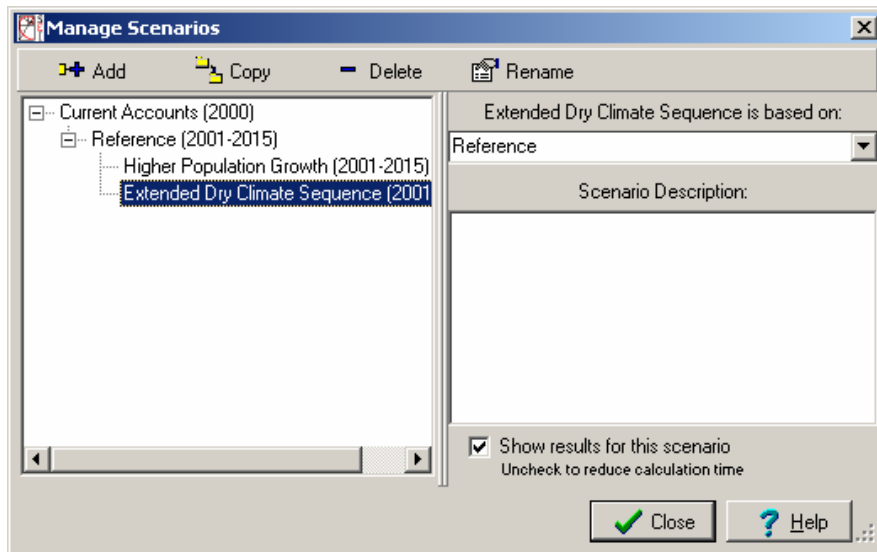 Manage Scenarios
Add Copy Delete Rename
Current Accounts (2000)
Reference (2001-2015)
Higher Population Growth (2001-2015)
Extended Dry Climate Sequence (2001
Extended Dry Climate Sequence is based on:
Reference
Scenario Description:
Show results for this scenario
Uncheck to reduce calculation time
Close Help